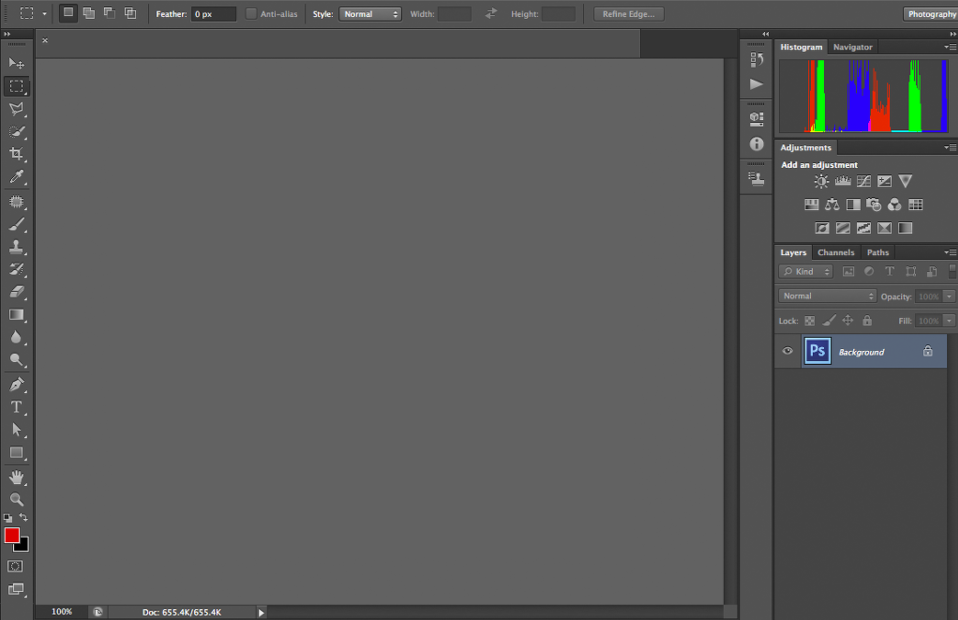 Feather: 0 px Anti-alias Style: Normal Width: Height: Refine Edge... Photography
Histogram Navigator
Adjustments
Add an adjustment
Layers Channels Paths
Kind
T
Normal Opacity: 100%
Lock: Fill: 100%
Ps Background
T
100% Doc: 655.4K/655.4K